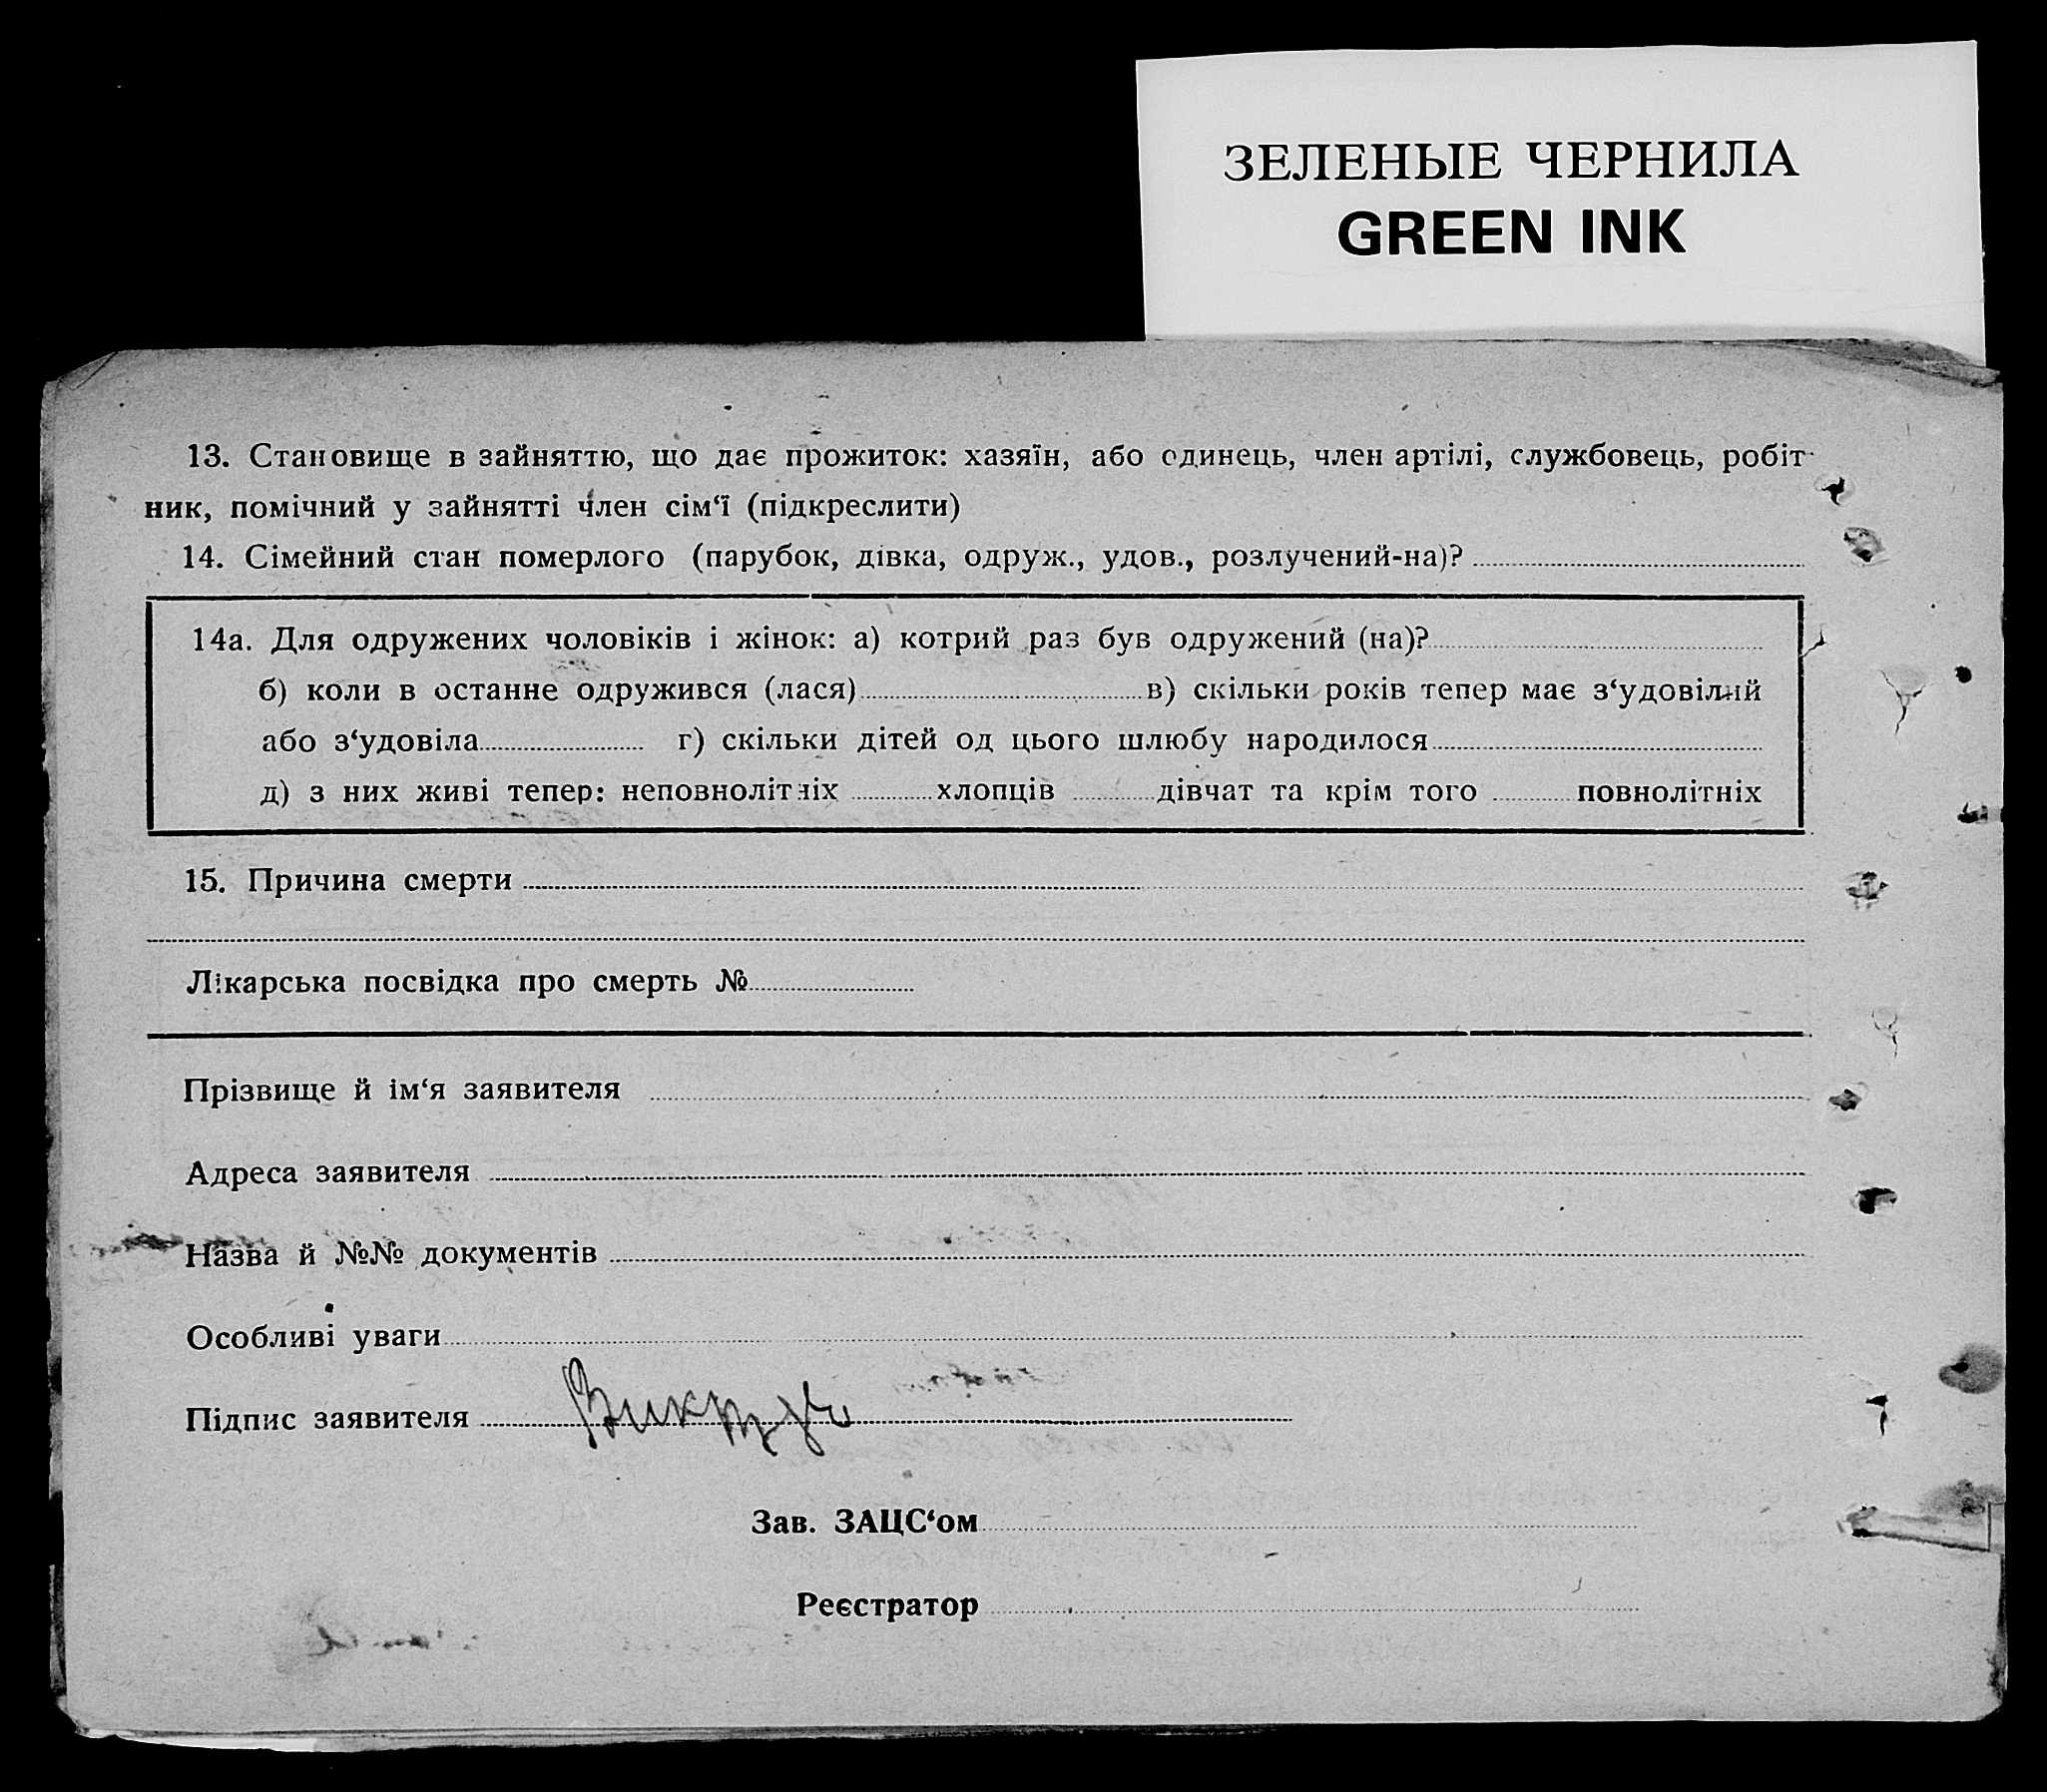 ЗЕЛЕНЫЕ ЧЕРНИЛА
GREEN INK
13. Становище в зайняттю, що дає прожиток: хазяїн, або одинець, член артілі, службовець, робіт-
ник, помічний у зайнятті член сім‘ї (підкреслити)
14. Сімейний стан померлого (парубок, дівка, одруж., удов., розлучений-на)?
14а. Для одружених чоловіків і жінок: а) котрий раз був одружений (на)?
б) коли в останне одружився (лася) в) скільки років тепер має з‘удовілий
або з‘удовіла г) скільки дітей од цього шлюбу народилося
д) з них живі тепер: неповнолітніх хлопців дівчат та крім того повнолітніх
15. Причина смерти
Лікарська посвідка про смерть №
Прізвище й ім‘я заявителя
Адреса заявителя
Назва й №№ документів
Особливі уваги
Підпис заявителя
Зав. ЗАЦС‘ом
Реєстратор